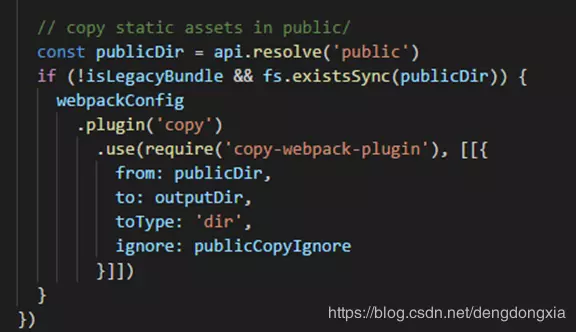 // copy static assets in public/
const publicDir = api.resolve('public')
if (!isLegacyBundle && fs.existsSync(publicDir)) {
webpackConfig
.plugin('copy')
.use(require('copy-webpack-plugin'), [[{
from: publicDir,
to: outputDir,
toType: 'dir',
ignore: publicCopyIgnore
}]])
}
})
https://blog.csdn.net/dengdongxia